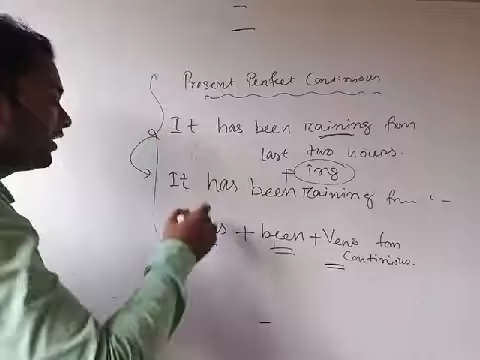 Present Perfect Continuous
It has been raining from
last two hours.
+ ing
It has been raining from
+ been + Verb form
Continious.